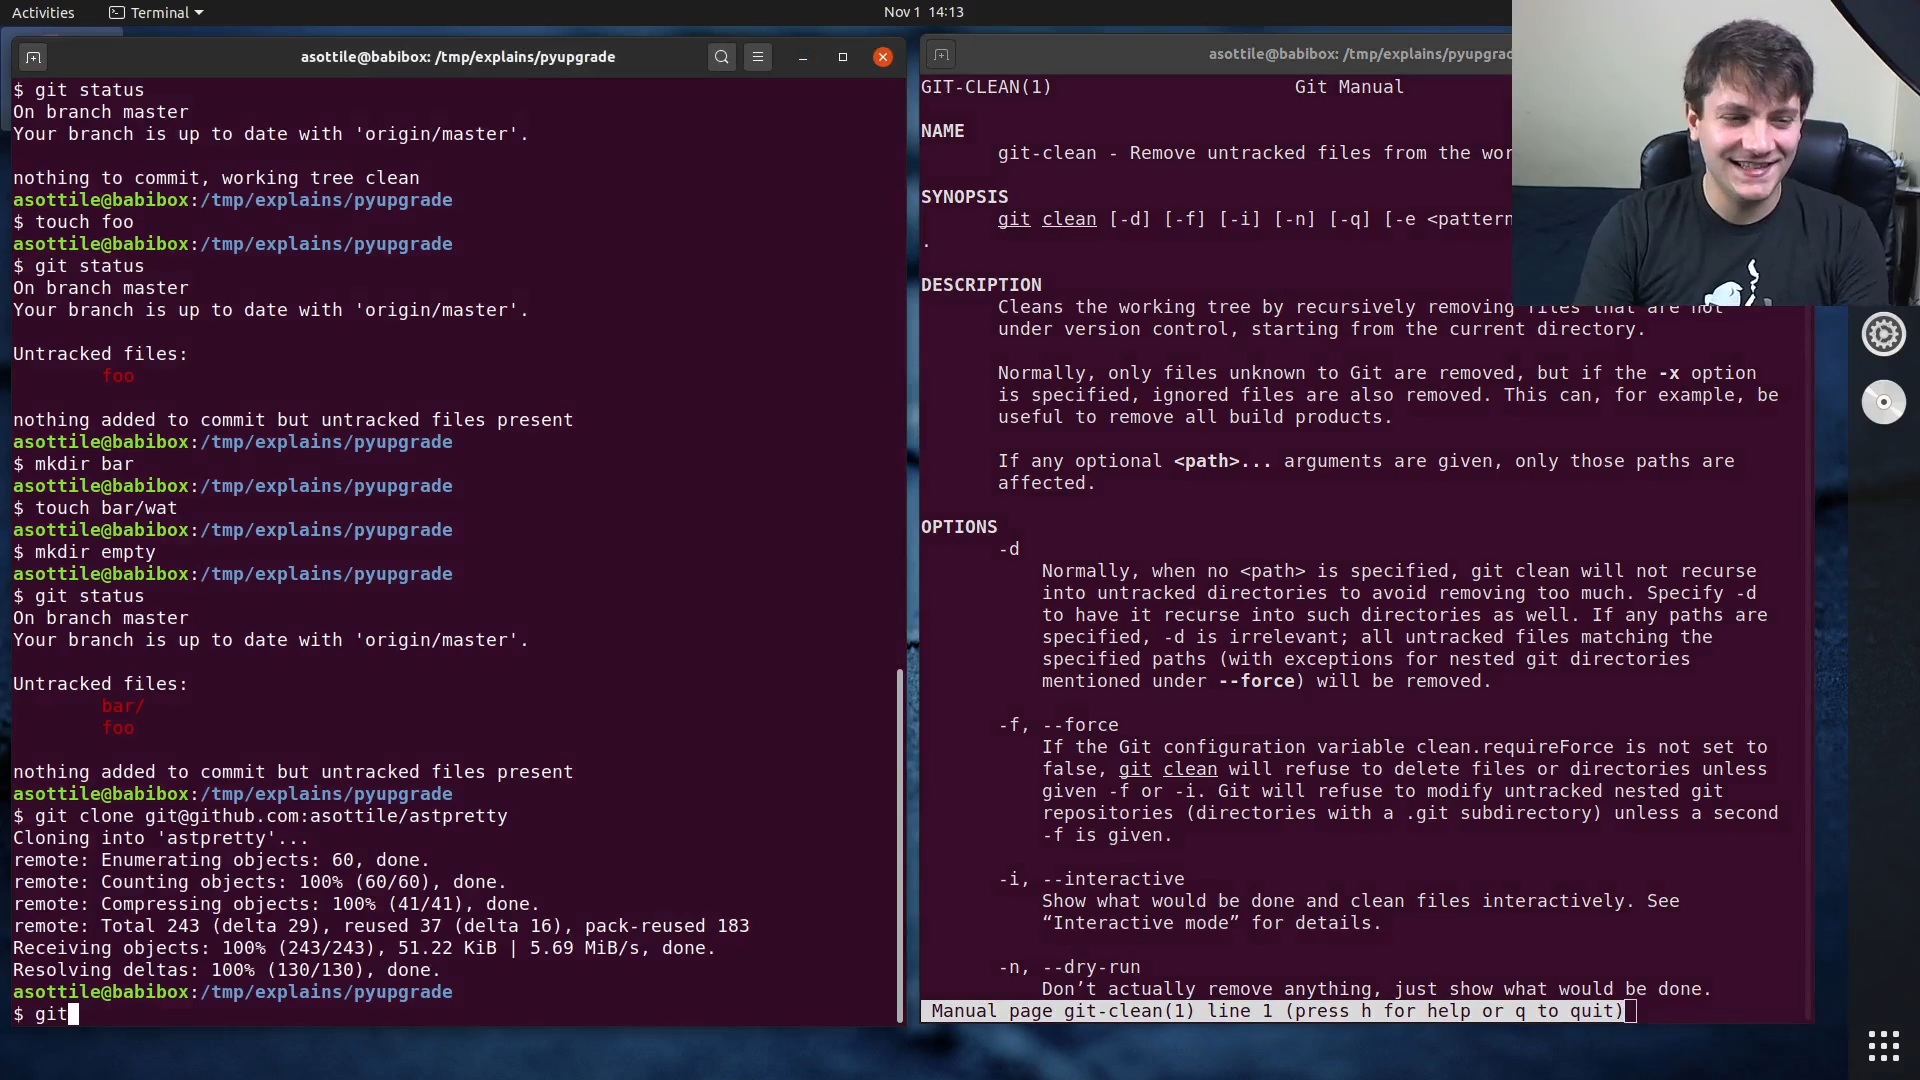 Activities
Terminal
Nov 1 14:13
asottile@babibox: /tmp/explains/pyupgrade
$ git status
On branch master
Your branch is up to date with 'origin/master'.
nothing to commit, working tree clean
asottile@babibox:/tmp/explains/pyupgrade
$ touch foo
asottile@babibox:/tmp/explains/pyupgrade
$ git status
On branch master
Your branch is up to date with 'origin/master'.
Untracked files:
foo
nothing added to commit but untracked files present
asottile@babibox:/tmp/explains/pyupgrade
$ mkdir bar
asottile@babibox:/tmp/explains/pyupgrade
$ touch bar/wat
asottile@babibox:/tmp/explains/pyupgrade
$ mkdir empty
asottile@babibox:/tmp/explains/pyupgrade
$ git status
On branch master
Your branch is up to date with 'origin/master'.
Untracked files:
bar/
foo
nothing added to commit but untracked files present
asottile@babibox:/tmp/explains/pyupgrade
$ git clone git@github.com:asottile/astpretty
Cloning into 'astpretty'...
remote: Enumerating objects: 60, done.
remote: Counting objects: 100% (60/60), done.
remote: Compressing objects: 100% (41/41), done.
remote: Total 243 (delta 29), reused 37 (delta 16), pack-reused 183
Receiving objects: 100% (243/243), 51.22 KiB | 5.69 MiB/s, done.
Resolving deltas: 100% (130/130), done.
asottile@babibox:/tmp/explains/pyupgrade
$ git
asottile@babibox: /tmp/explains/pyupgrad
GIT-CLEAN(1) Git Manual
NAME
git-clean - Remove untracked files from the wor
SYNOPSIS
git clean [-d] [-f] [-i] [-n] [-q] [-e <pattern
.
DESCRIPTION
Cleans the working tree by recursively removing files that are not
under version control, starting from the current directory.
Normally, only files unknown to Git are removed, but if the -x option
is specified, ignored files are also removed. This can, for example, be
useful to remove all build products.
If any optional <path>... arguments are given, only those paths are
affected.
OPTIONS
-d
Normally, when no <path> is specified, git clean will not recurse
into untracked directories to avoid removing too much. Specify -d
to have it recurse into such directories as well. If any paths are
specified, -d is irrelevant; all untracked files matching the
specified paths (with exceptions for nested git directories
mentioned under --force) will be removed.
-f, --force
If the Git configuration variable clean.requireForce is not set to
false, git clean will refuse to delete files or directories unless
given -f or -i. Git will refuse to modify untracked nested git
repositories (directories with a .git subdirectory) unless a second
-f is given.
-i, --interactive
Show what would be done and clean files interactively. See
“Interactive mode” for details.
-n, --dry-run
Don’t actually remove anything, just show what would be done.
Manual page git-clean(1) line 1 (press h for help or q to quit)